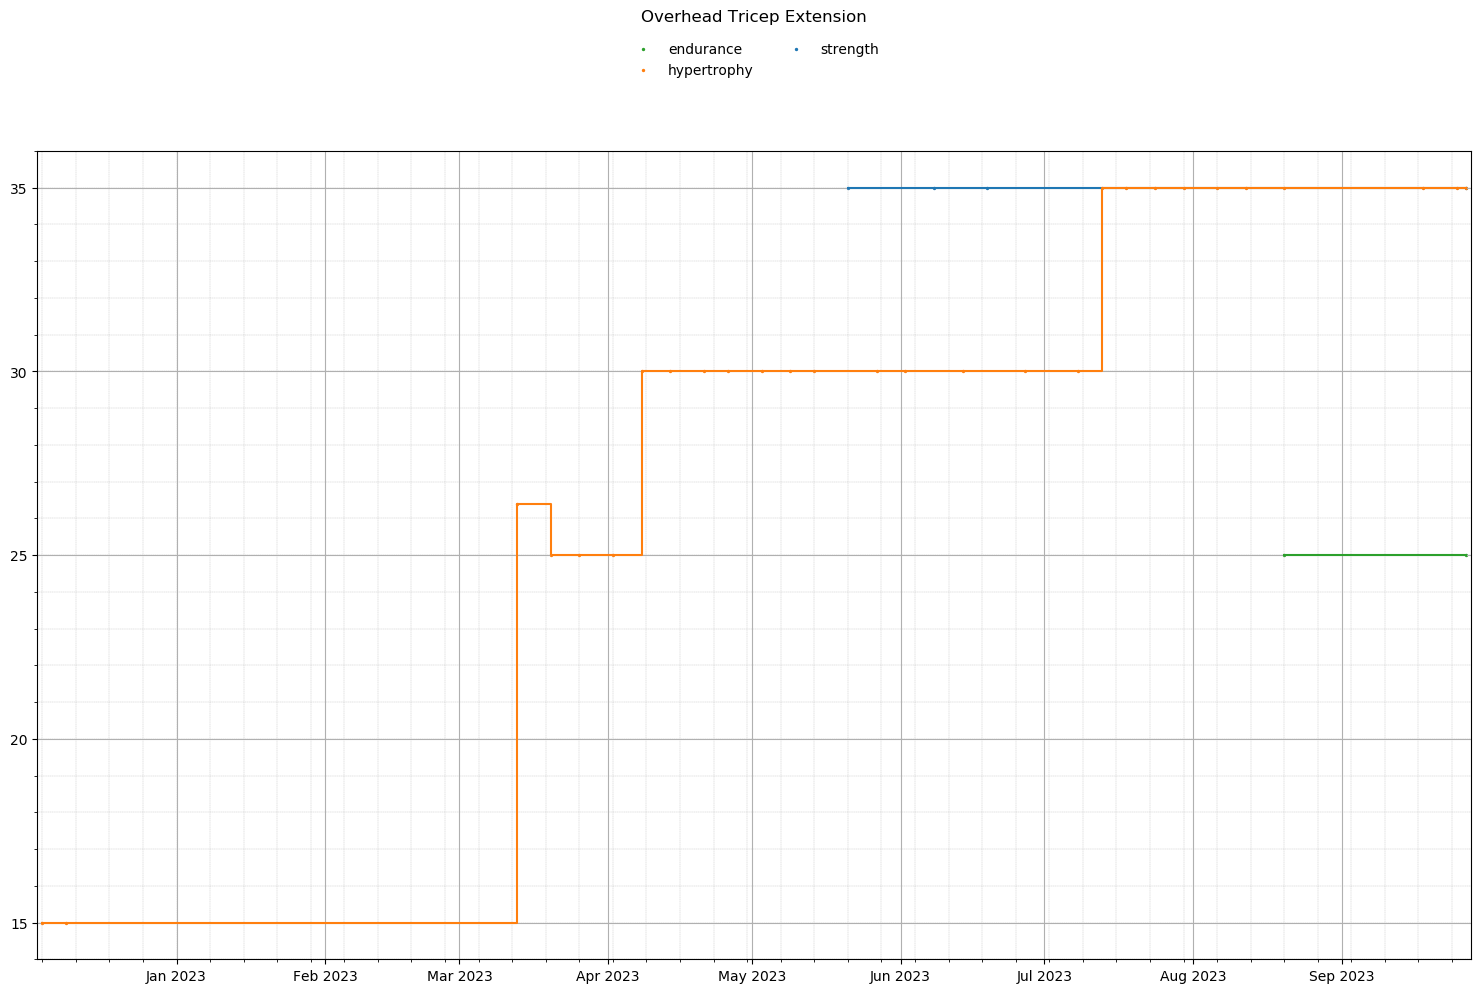 Overhead Tricep Extension
endurance
hypertrophy
strength
35
30
25
20
15
Jan 2023
Feb 2023
Mar 2023
Apr 2023
May 2023
Jun 2023
Jul 2023
Aug 2023
Sep 2023